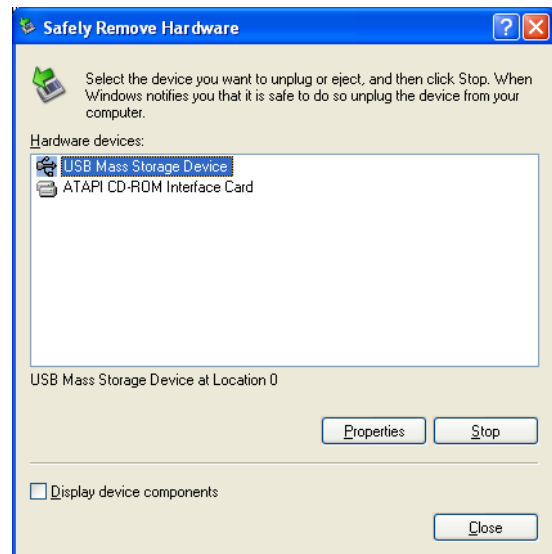 Safely Remove Hardware
Select the device you want to unplug or eject, and then click Stop. When
Windows notifies you that it is safe to do so unplug the device from your
computer.
Hardware devices:
USB Mass Storage Device
ATAPI CD-ROM Interface Card
USB Mass Storage Device at Location 0
Properties Stop
Display device components
Close